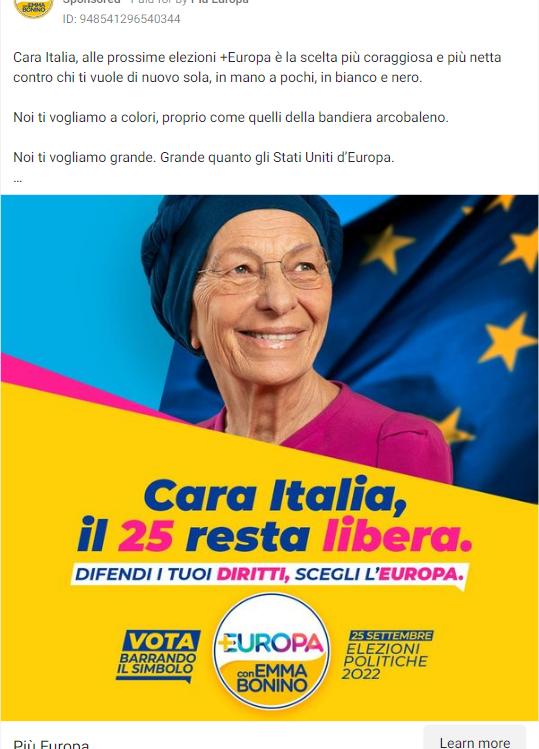 con EMMA
BONINO
Sponsored · Paid for by Più Europa
ID: 948541296540344
Cara Italia, alle prossime elezioni +Europa è la scelta più coraggiosa e più netta
contro chi ti vuole di nuovo sola, in mano a pochi, in bianco e nero.
Noi ti vogliamo a colori, proprio come quelli della bandiera arcobaleno.
Noi ti vogliamo grande. Grande quanto gli Stati Uniti d'Europa.
...
Cara Italia,
il 25 resta libera.
DIFENDI I TUOI DIRITTI, SCEGLI L'EUROPA.
VOTA
BARRANDO
IL SIMBOLO
+EUROPA
con EMMA
BONINO
25 SETTEMBRE
ELEZIONI
POLITICHE
2022
Più Europa
Learn more